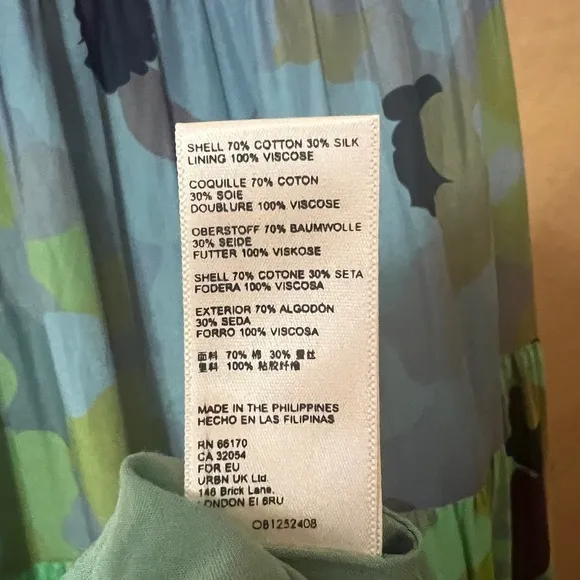 SHELL 70% COTTON 30% SILK
LINING 100% VISCOSE
COQUILLE 70% COTON
30% SOIE
DOUBLURE 100% VISCOSE
OBERSTOFF 70% BAUMWOLLE
30% SEIDE
FUTTER 100% VISKOSE
SHELL 70% COTONE 30% SETA
FODERA 100% VISCOSA
EXTERIOR 70% ALGODÓN
30% SEDA
FORRO 100% VISCOSA
面料 70% 棉 30% 蚕丝
里料 100% 粘胶纤维
MADE IN THE PHILIPPINES
HECHO EN LAS FILIPINAS
RN 66170
CA 32054
FOR EU
URBN UK Ltd.
146 Brick Lane,
LONDON E1 6RU
OB1252408